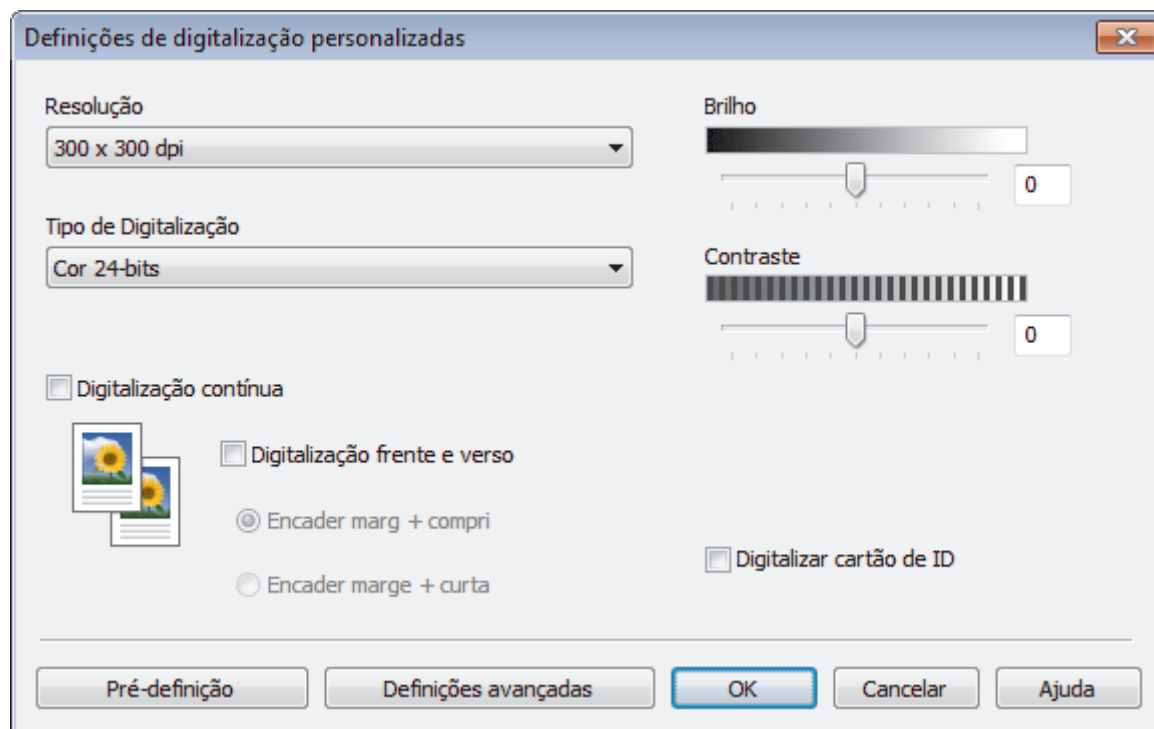 Definições de digitalização personalizadas
Resolução
300 x 300 dpi
Tipo de Digitalização
Cor 24-bits
Brilho
0
Contraste
0
Digitalização contínua
Digitalização frente e verso
Encader marg + compri
Encader marge + curta
Digitalizar cartão de ID
Pré-definição
Definições avançadas
OK
Cancelar
Ajuda